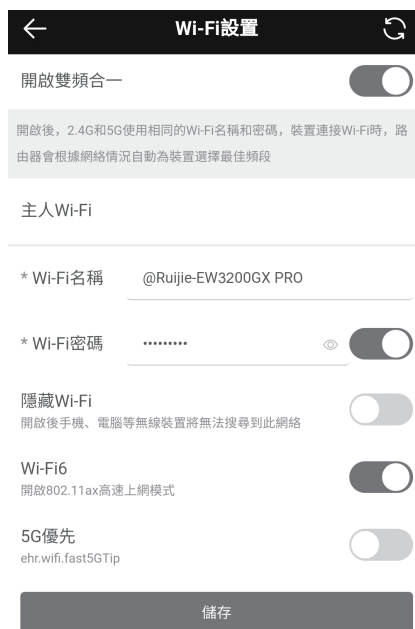 Wi-Fi設置
開啟雙頻合一
開啟後，2.4G和5G使用相同的Wi-Fi名稱和密碼，裝置連接Wi-Fi時，路
由器會根據網絡情況自動為裝置選擇最佳頻段
主人Wi-Fi
* Wi-Fi名稱 @Ruijie-EW3200GX PRO
* Wi-Fi密碼 •••••••••
隱藏Wi-Fi
開啟後手機、電腦等無線裝置將無法搜尋到此網絡
Wi-Fi6
開啟802.11ax高速上網模式
5G優先
ehr.wifi.fast5GTip
儲存